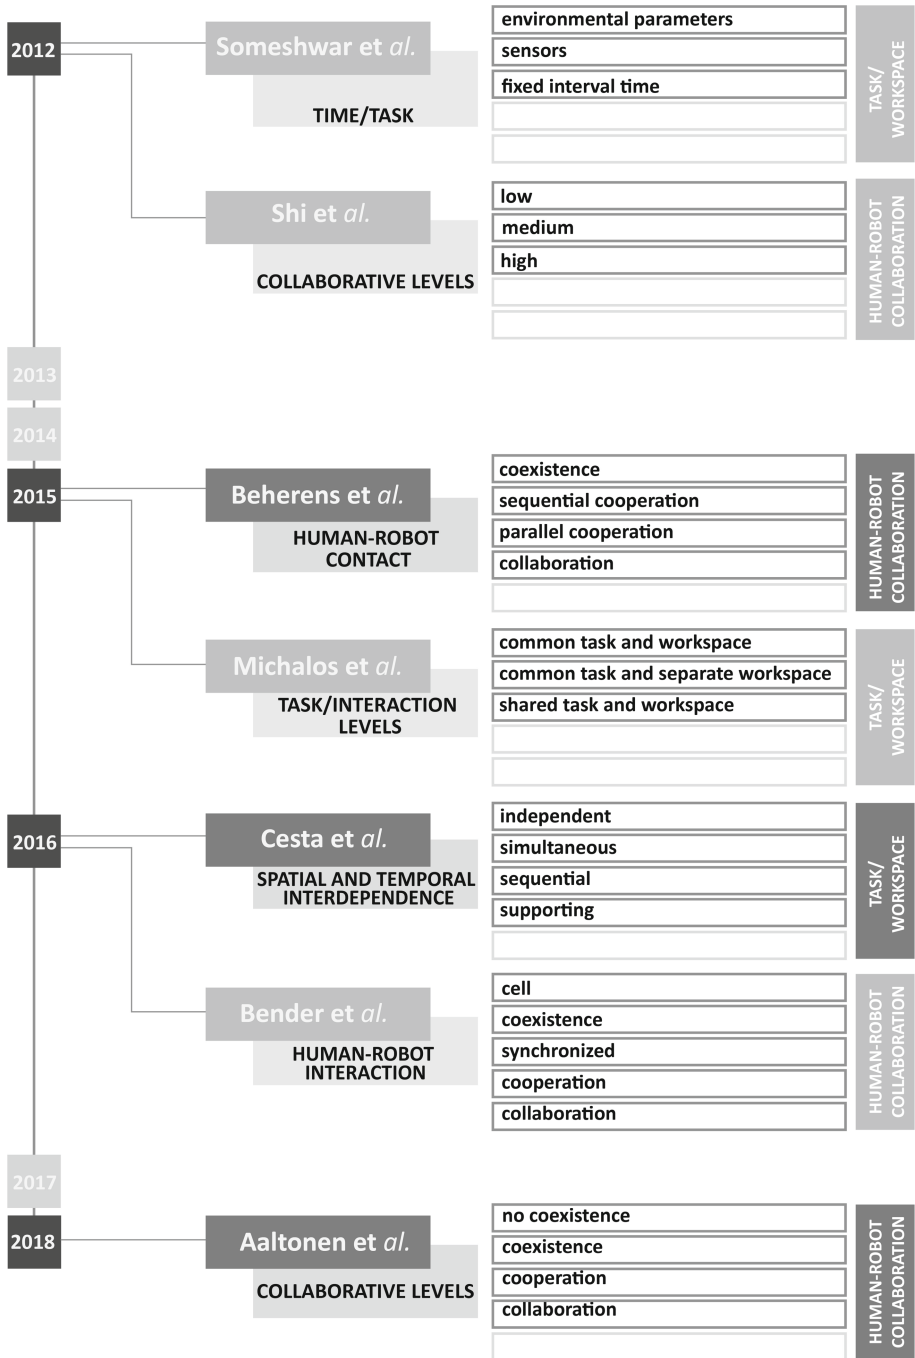 2012
Someshwar et al.
TIME/TASK
environmental parameters
sensors
fixed interval time
TASK/
WORKSPACE
Shi et al.
COLLABORATIVE LEVELS
low
medium
high
HUMAN-ROBOT
COLLABORATION
2013
2014
2015
Beherens et al.
HUMAN-ROBOT
CONTACT
coexistence
sequential cooperation
parallel cooperation
collaboration
HUMAN-ROBOT
COLLABORATION
Michalos et al.
TASK/INTERACTION
LEVELS
common task and workspace
common task and separate workspace
shared task and workspace
TASK/
WORKSPACE
2016
Cesta et al.
SPATIAL AND TEMPORAL
INTERDEPENDENCE
independent
simultaneous
sequential
supporting
TASK/
WORKSPACE
Bender et al.
HUMAN-ROBOT
INTERACTION
cell
coexistence
synchronized
cooperation
collaboration
HUMAN-ROBOT
COLLABORATION
2017
2018
Aaltonen et al.
COLLABORATIVE LEVELS
no coexistence
coexistence
cooperation
collaboration
HUMAN-ROBOT
COLLABORATION